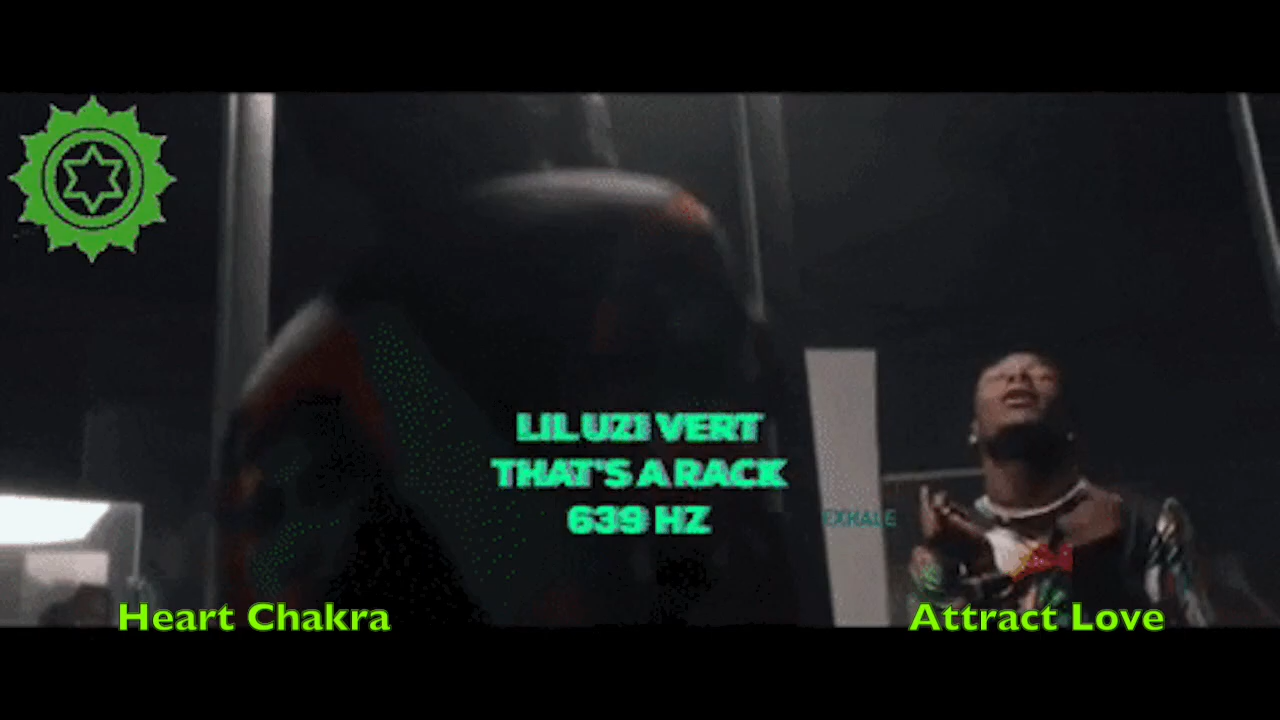 LIL UZI VERT
THAT'S A RACK
639 HZ
EXHALE
Heart Chakra
Attract Love